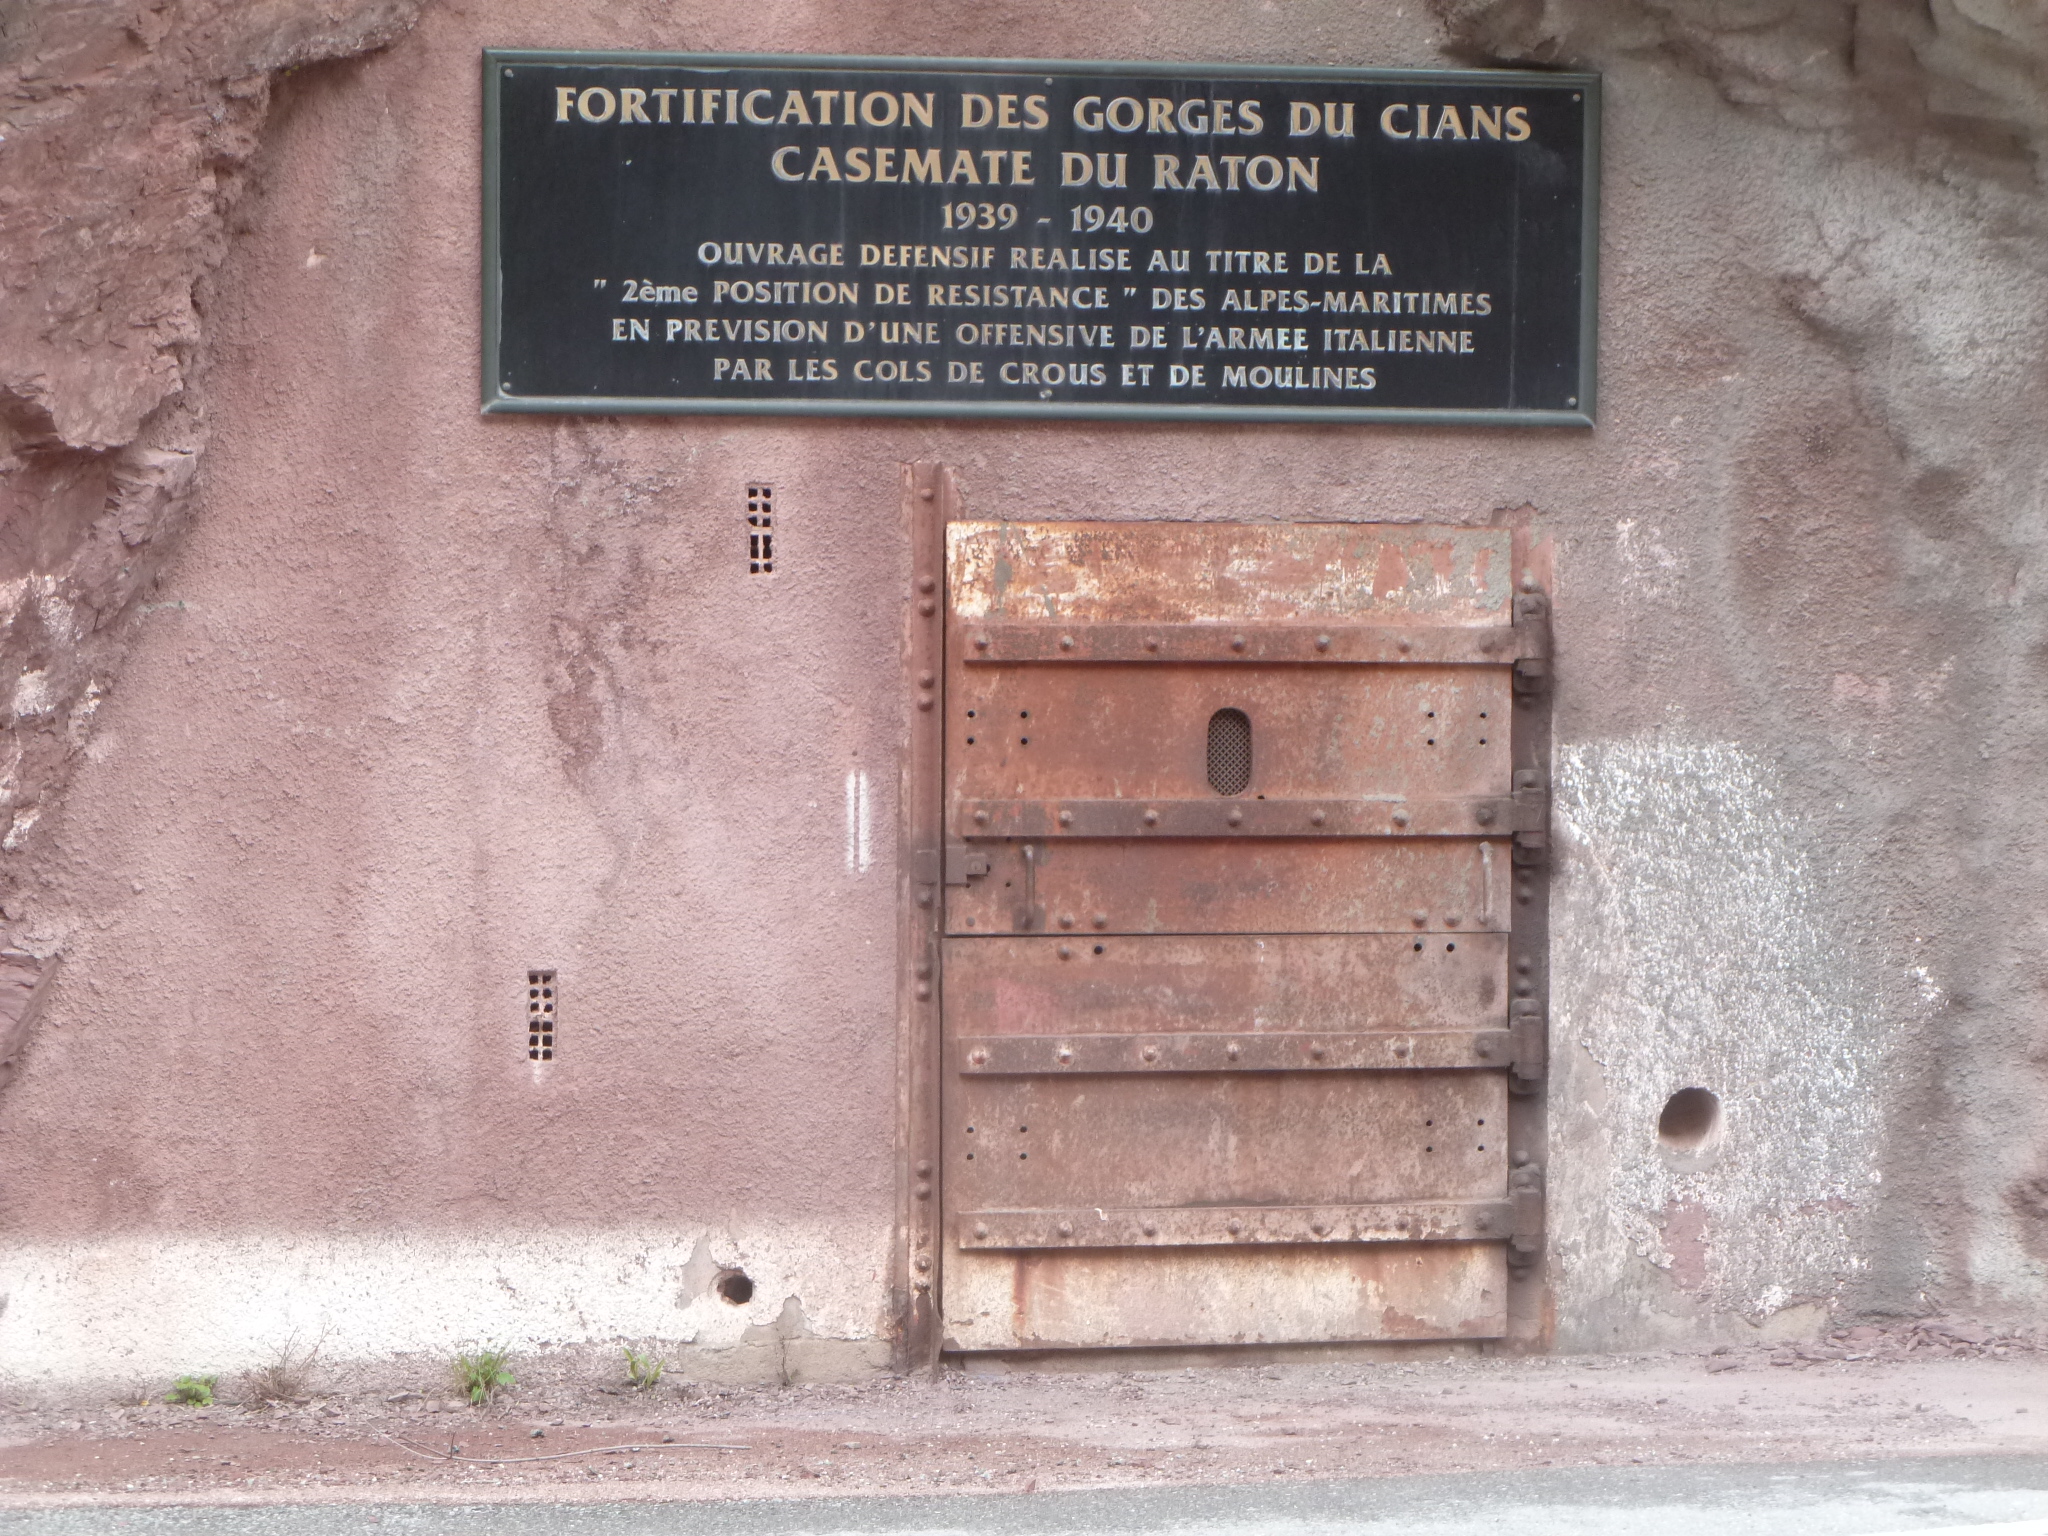 FORTIFICATION DES GORGES DU CIANS
CASEMATE DU RATON
1939 - 1940
OUVRAGE DEFENSIF REALISE AU TITRE DE LA
" 2ème POSITION DE RESISTANCE " DES ALPES-MARITIMES
EN PREVISION D'UNE OFFENSIVE DE L'ARMEE ITALIENNE
PAR LES COLS DE CROUS ET DE MOULINES